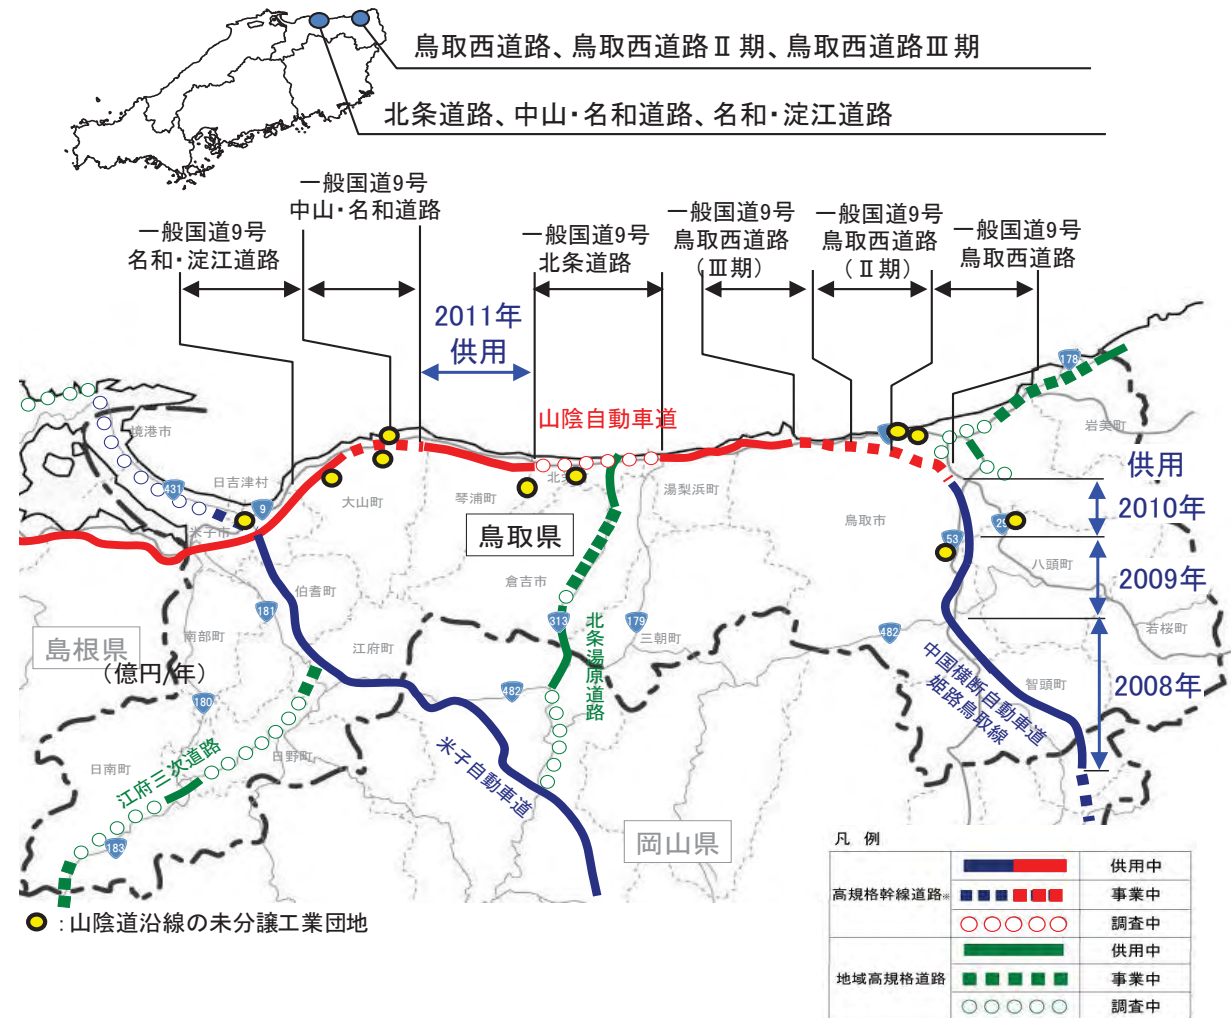 鳥取西道路、鳥取西道路Ⅱ期、鳥取西道路Ⅲ期
北条道路、中山・名和道路、名和・淀江道路
一般国道9号
中山・名和道路
一般国道9号
名和・淀江道路
一般国道9号
北条道路
一般国道9号
鳥取西道路
(Ⅲ期)
一般国道9号
鳥取西道路
(Ⅱ期)
一般国道9号
鳥取西道路
2011年
供用
山陰自動車道
178
岩美町
境港市
日吉津村
431
9
米子市
大山町
琴浦町
湯梨浜町
鳥取市
鳥取県
供用
2010年
2009年
2008年
29
53
八頭町
若桜町
智頭町
伯耆町
181
倉吉市
313
179
三朝町
482
南部町
江府町
島根県
(億円/年)
180
482
北条湯原道路
中国横断自動車道
姫路鳥取線
日南町
日野町
江府三次道路
米子自動車道
183
岡山県
:山陰道沿線の未分譲工業団地
凡 例
高規格幹線道路※
供用中
事業中
調査中
地域高規格道路
供用中
事業中
調査中